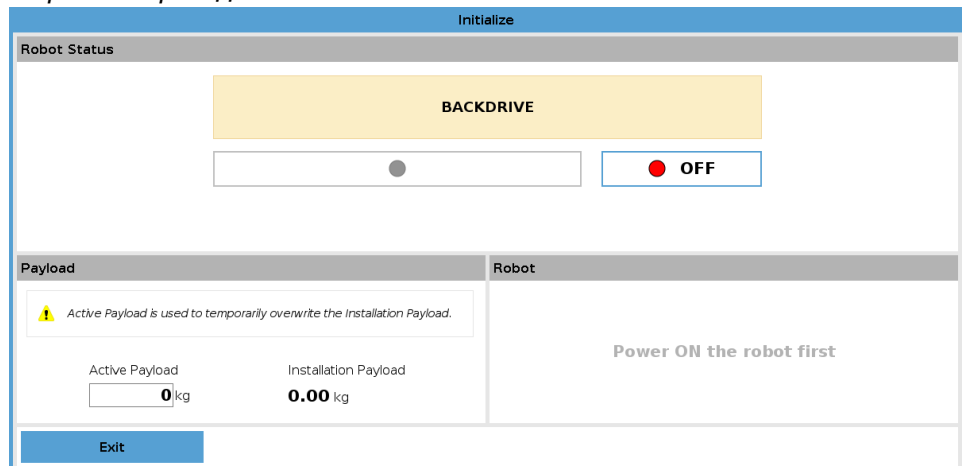 Initialize
Robot Status
BACKDRIVE
OFF
Payload
Robot
Active Payload is used to temporarily overwrite the Installation Payload.
Power ON the robot first
Active Payload
Installation Payload
0 kg
0.00 kg
Exit